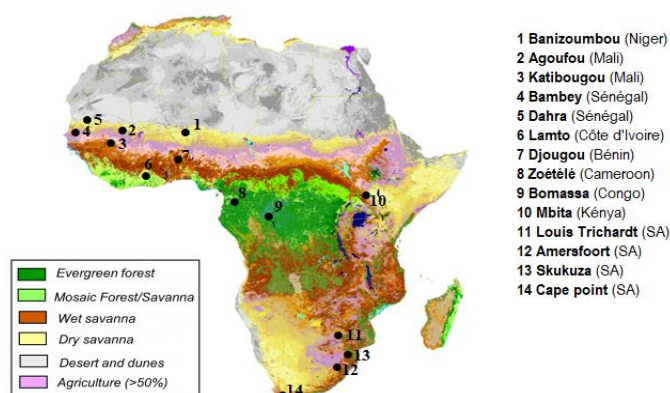 1 Banizoumbou (Niger)
2 Agoufou (Mali)
3 Katibougou (Mali)
4 Bambey (Sénégal)
5 Dahra (Sénégal)
6 Lamto (Côte d'Ivoire)
7 Djougou (Bénin)
8 Zoétélé (Cameroon)
9 Bomassa (Congo)
10 Mbita (Kénya)
11 Louis Trichardt (SA)
12 Amersfoort (SA)
13 Skukuza (SA)
14 Cape point (SA)
5
4
2
1
3
6
7
8
9
10
11
13
12
14
Evergreen forest
Mosaic Forest/Savanna
Wet savanna
Dry savanna
Desert and dunes
Agriculture (>50%)